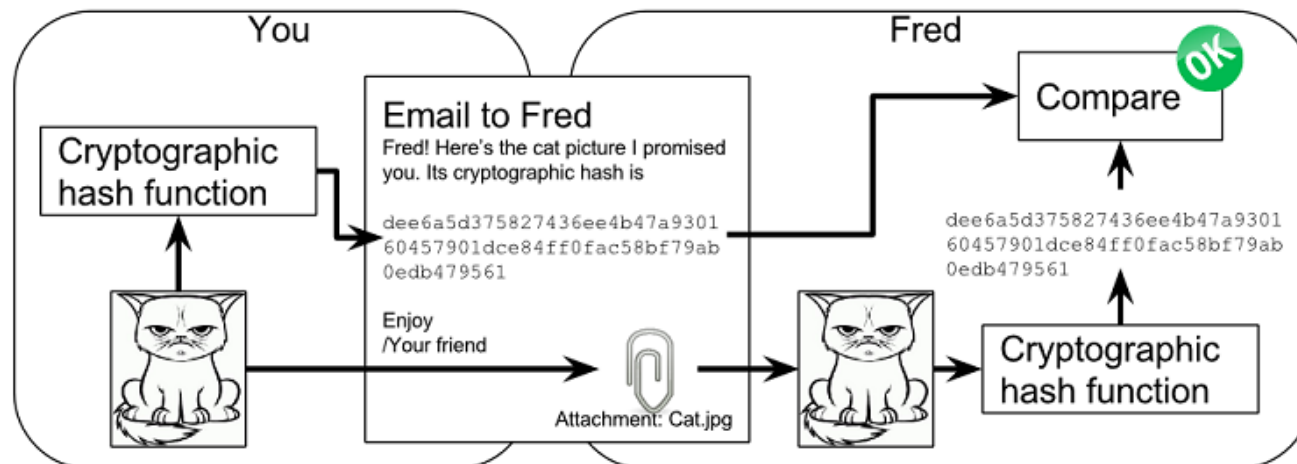 You
Fred
Cryptographic
hash function
Email to Fred
Fred! Here's the cat picture I promised
you. Its cryptographic hash is
dee6a5d375827436ee4b47a9301
60457901dce84ff0fac58bf79ab
0edb479561
Enjoy
/Your friend
Attachment: Cat.jpg
Compare
OK
dee6a5d375827436ee4b47a9301
60457901dce84ff0fac58bf79ab
0edb479561
Cryptographic
hash function